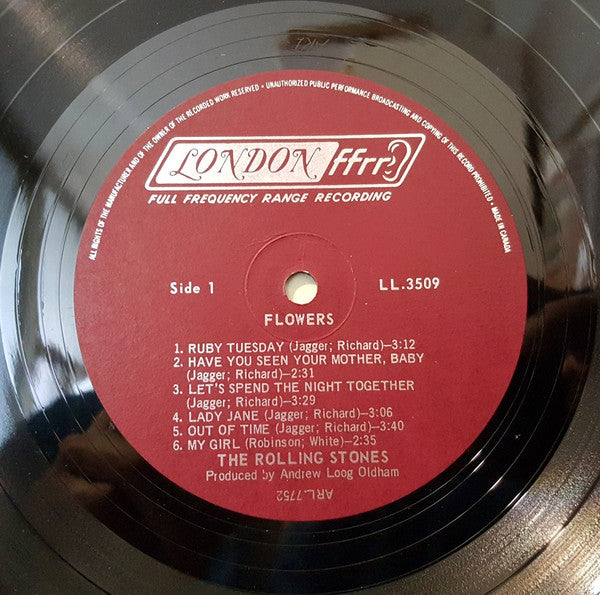 ALL RIGHTS OF THE MANUFACTURER AND OF THE OWNER OF THE RECORDED WORK RESERVED • UNAUTHORIZED PUBLIC PERFORMANCE BROADCASTING AND COPYING OF THIS RECORD PROHIBITED • MADE IN CANADA
LONDON ffrr
FULL FREQUENCY RANGE RECORDING
Side 1 LL.3509
FLOWERS
1. RUBY TUESDAY (Jagger; Richard)—3:12
2. HAVE YOU SEEN YOUR MOTHER, BABY
(Jagger; Richard)—2:31
3. LET'S SPEND THE NIGHT TOGETHER
(Jagger; Richard)—3:29
4. LADY JANE (Jagger; Richard)—3:06
5. OUT OF TIME (Jagger; Richard)—3:40
6. MY GIRL (Robinson; White)—2:35
THE ROLLING STONES
Produced by Andrew Loog Oldham
ARL.7752